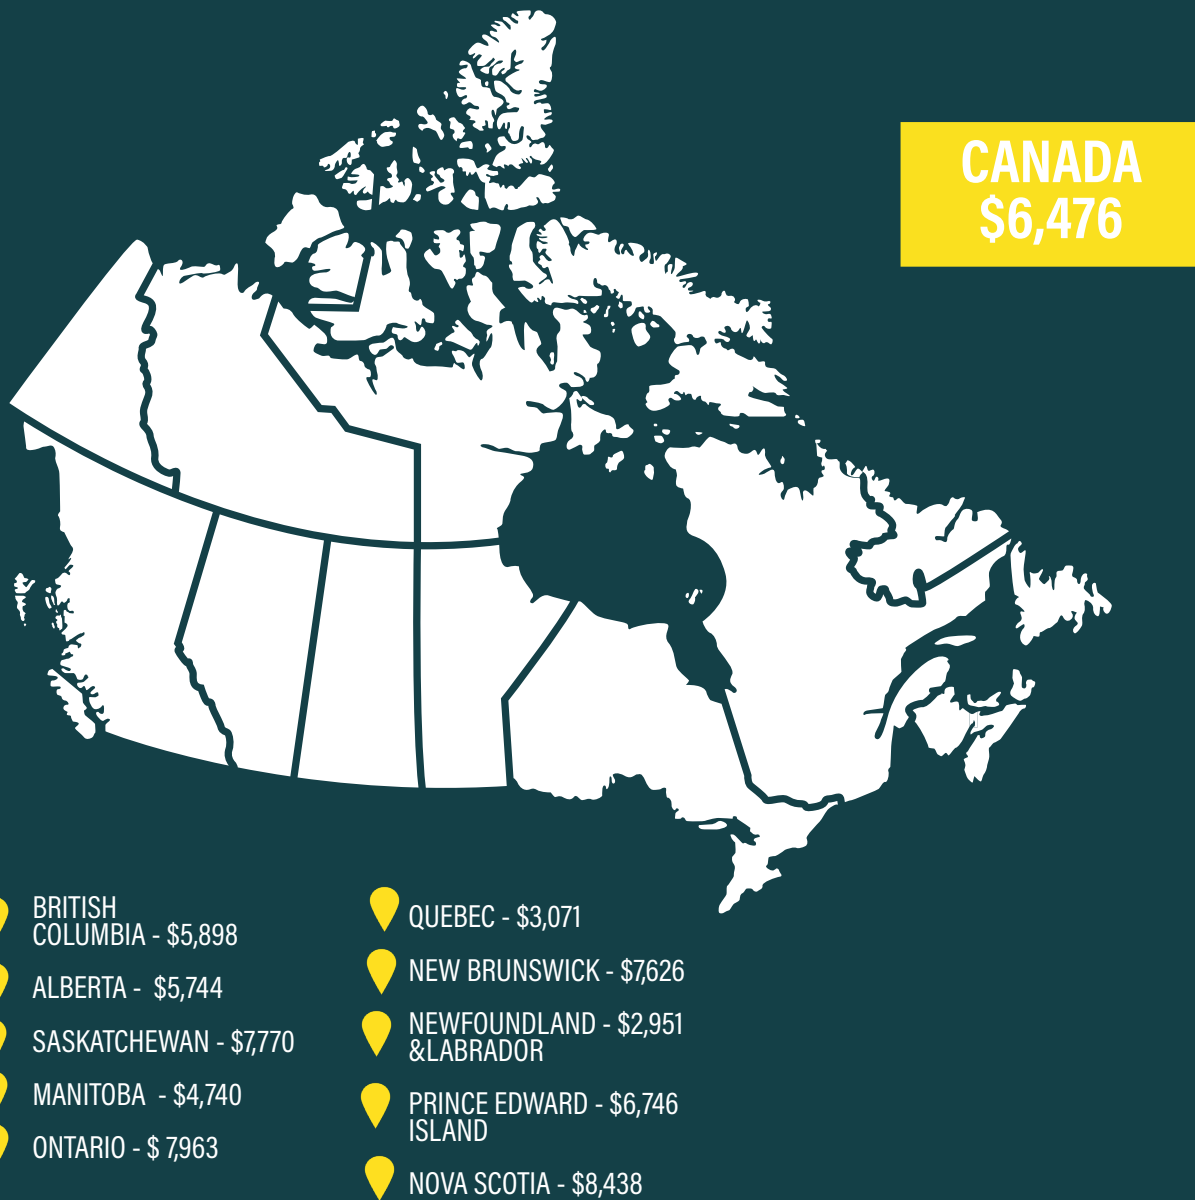 CANADA
$6,476
BRITISH
COLUMBIA - $5,898
ALBERTA - $5,744
SASKATCHEWAN - $7,770
MANITOBA - $4,740
ONTARIO - $ 7,963
QUEBEC - $3,071
NEW BRUNSWICK - $7,626
NEWFOUNDLAND - $2,951
&LABRADOR
PRINCE EDWARD - $6,746
ISLAND
NOVA SCOTIA - $8,438